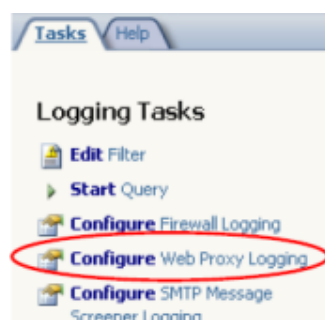 Tasks Help
Logging Tasks
Edit Filter
Start Query
Configure Firewall Logging
Configure Web Proxy Logging
Configure SMTP Message
Screener Logging